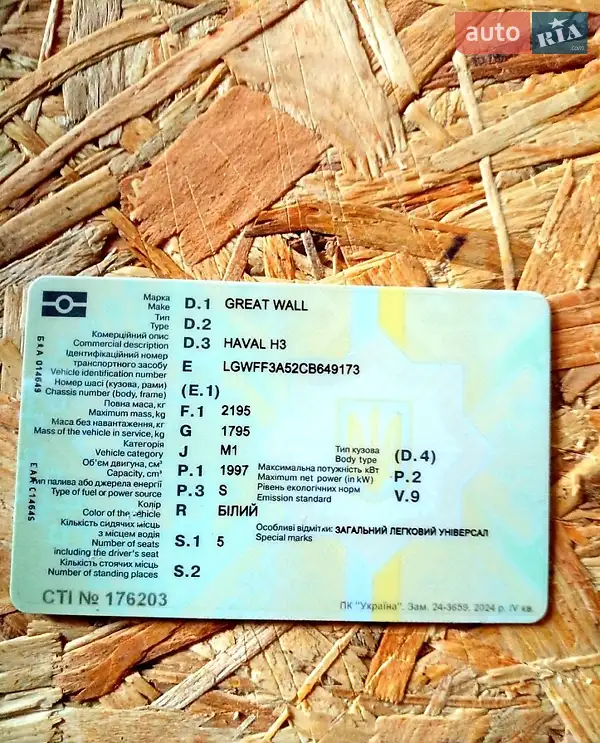 auto RIA .com
Марка
Make D.1 GREAT WALL
Тип
Type D.2
Комерційний опис
Commercial description D.3 HAVAL H3
Ідентифікаційний номер
транспортного засобу
Vehicle identification number E LGWFF3A52CB649173
Номер шасі (кузова, рами)
Chassis number (body, frame) (E.1)
Повна маса, кг
Maximum mass, kg F.1 2195
Маса без навантаження, кг
Mass of the vehicle in service, kg G 1795
Категорія
Vehicle category J M1
Тип кузова
Body type (D.4)
Об'єм двигуна, см³
Capacity, cm³ P.1 1997
Максимальна потужність кВт
Maximum net power (in kW) P.2
Тип палива або джерела енергії
Type of fuel or power source P.3 S
Рівень екологічних норм
Emission standard V.9
Колір
Color of the vehicle R БІЛИЙ
Особливі відмітки: ЗАГАЛЬНИЙ ЛЕГКОВИЙ УНІВЕРСАЛ
Special marks
Кількість сидячих місць
з місцем водія
Number of seats S.1 5
including the driver's seat
Кількість стоячих місць
Number of standing places S.2
СТІ № 176203
ПК "Україна". Зам. 24-3659. 2024 р. IV кв.